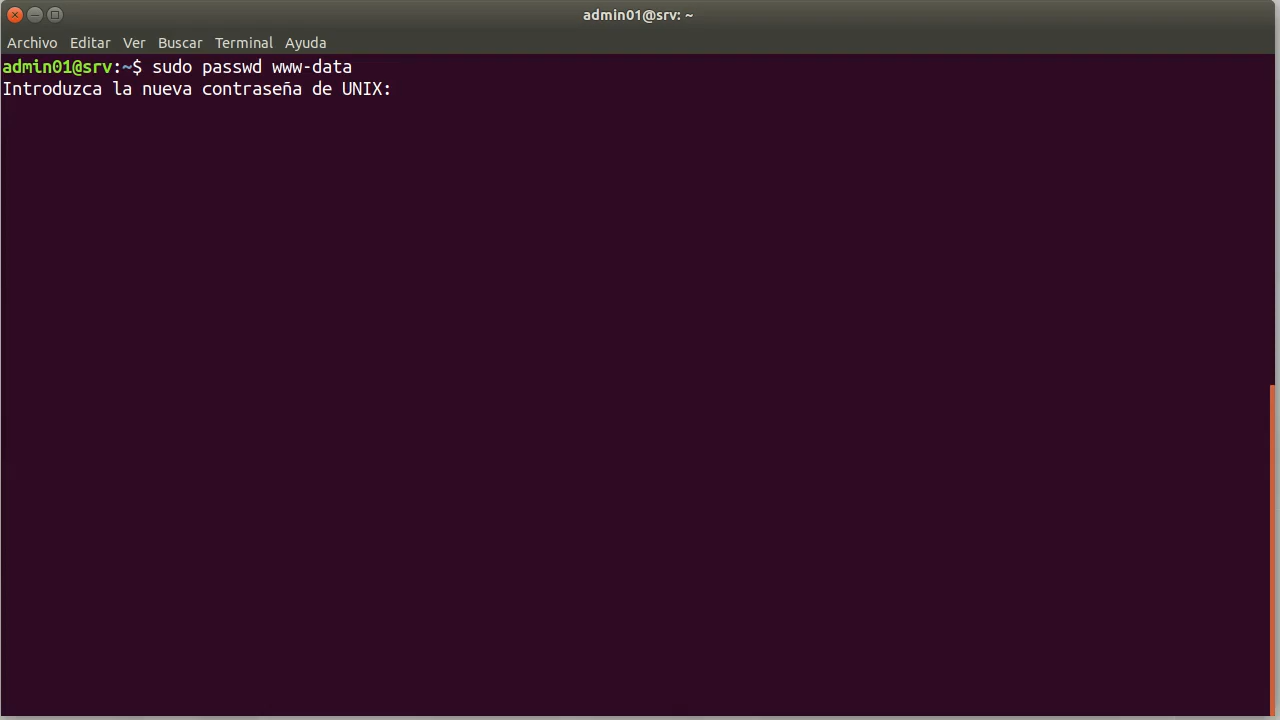 admin01@srv: ~
Archivo Editar Ver Buscar Terminal Ayuda
admin01@srv:~$ sudo passwd www-data
Introduzca la nueva contraseña de UNIX: